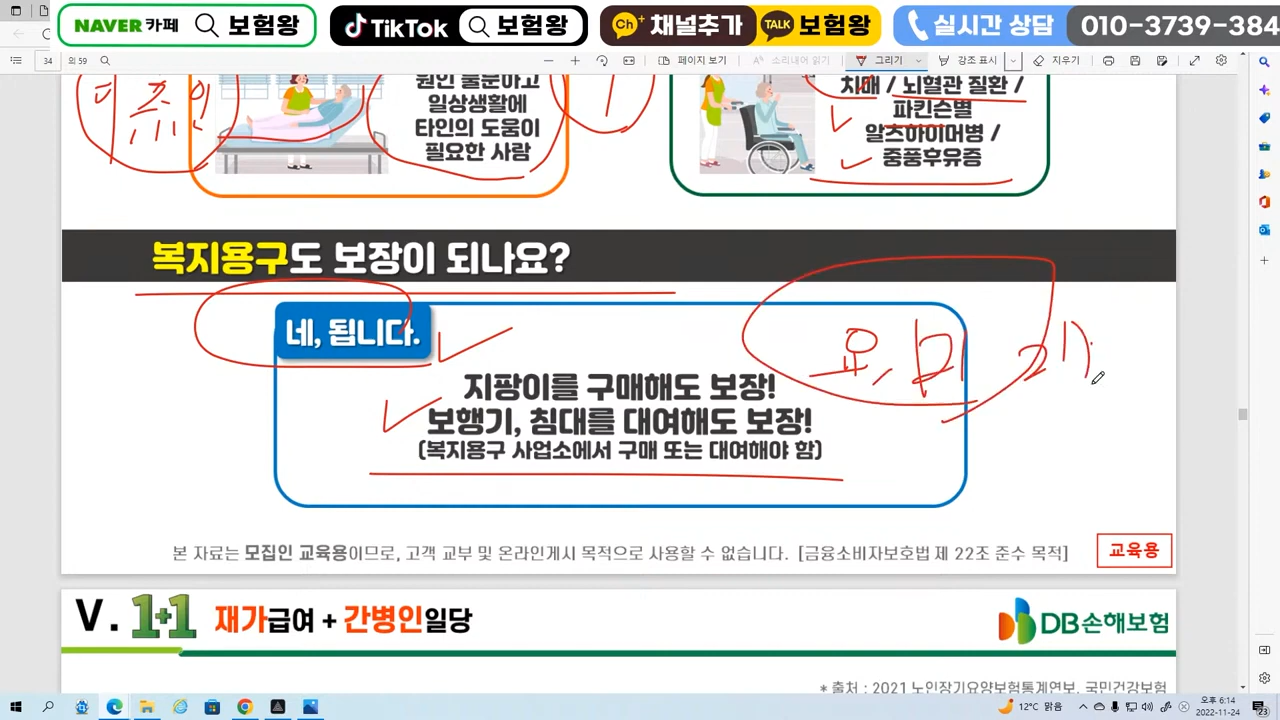 NAVER 카페 보험왕
TikTok 보험왕
Ch+ 채널추가 TALK 보험왕
실시간 상담 010-3739-384
34 의 59
페이지 보기
소리내어 읽기
그리기
강조 표시
지우기
원인 불문하고
일상생활에
타인의 도움이
필요한 사람
치매 / 뇌혈관 질환 /
파킨슨병
알츠하이머병 /
중풍후유증
복지용구도 보장이 되나요?
네, 됩니다.
지팡이를 구매해도 보장!
보행기, 침대를 대여해도 보장!
(복지용구 사업소에서 구매 또는 대여해야 함)
본 자료는 모집인 교육용이므로, 고객 교부 및 온라인게시 목적으로 사용할 수 없습니다. [금융소비자보호법 제 22조 준수 목적]
교육용
V. 1+1 재가급여 + 간병인일당
DB손해보험
* 출처 : 2021 노인장기요양보험통계연보, 국민건강보험
12°C 맑음
오후 6:14
2022-11-24
23